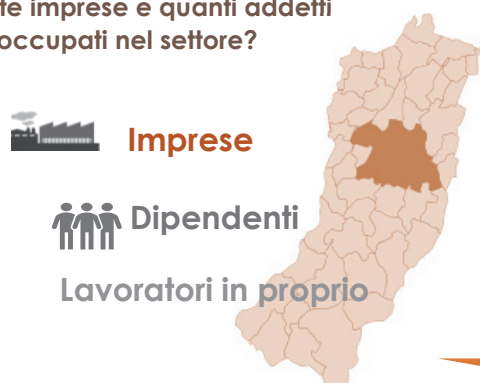 te imprese e quanti addetti
occupati nel settore?
Imprese
Dipendenti
Lavoratori in proprio